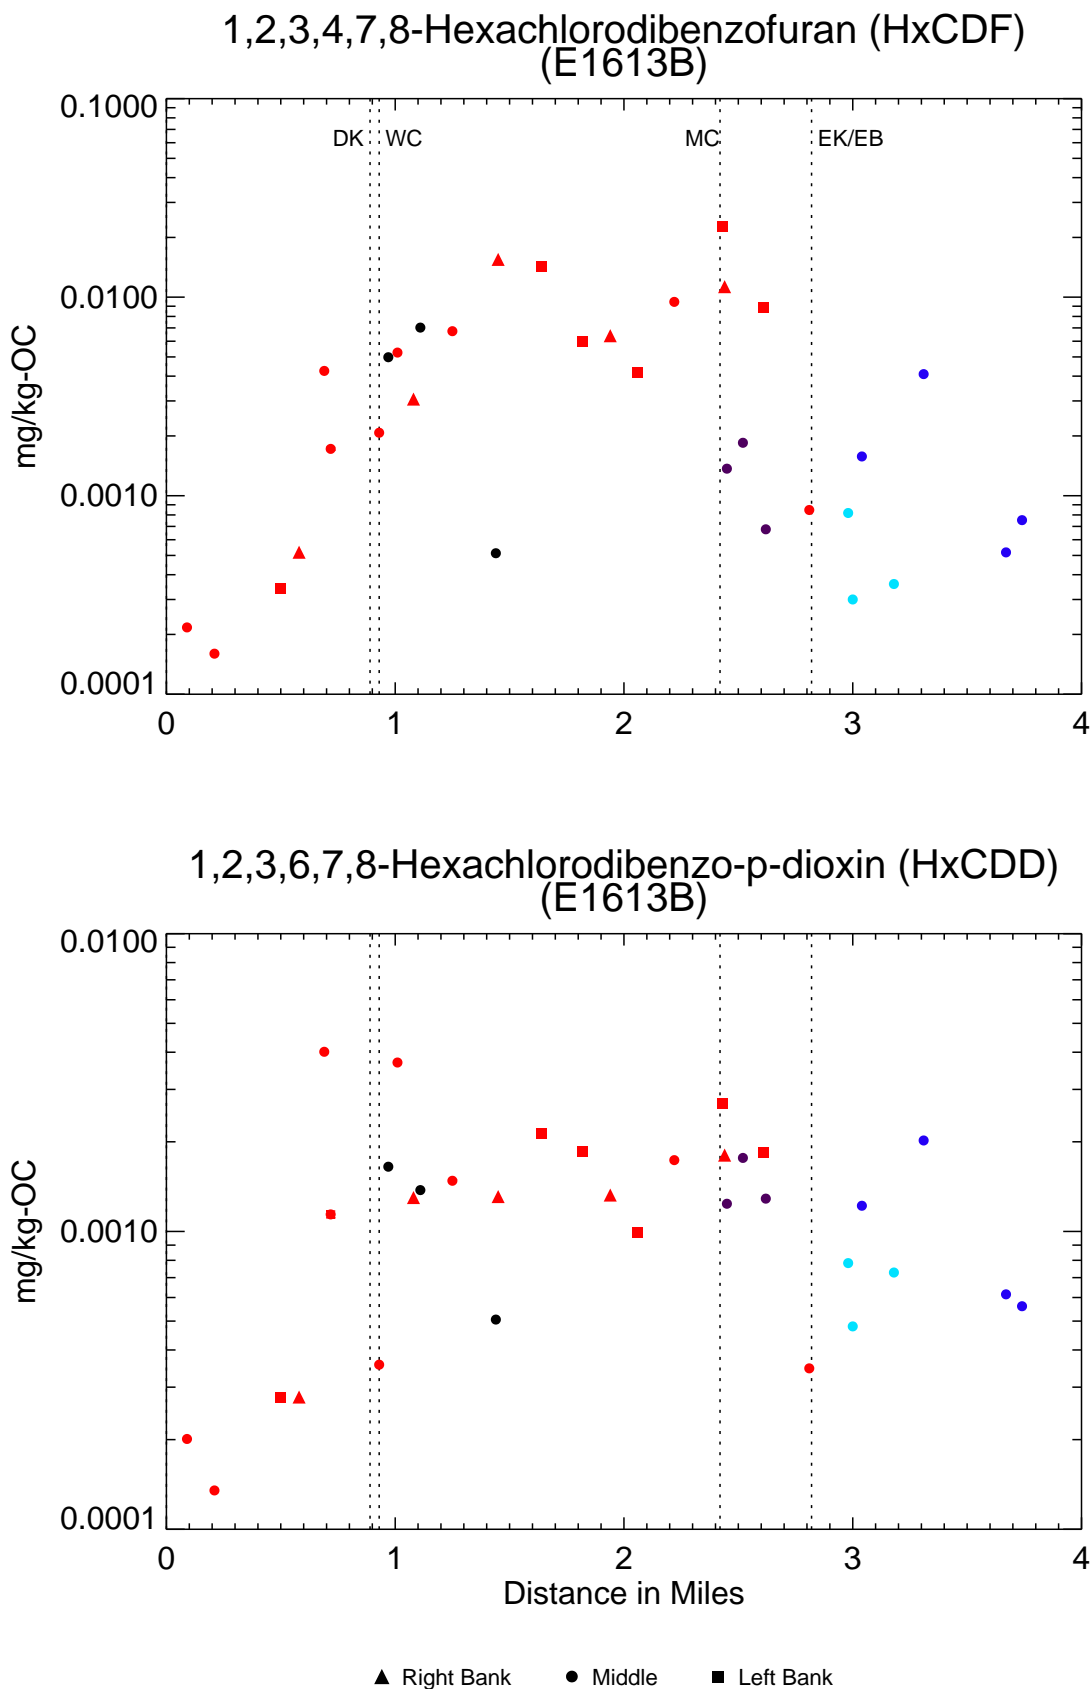 1,2,3,4,7,8-Hexachlorodibenzofuran (HxCDF)
(E1613B)
0.1000
DK WC MC EK/EB
0.0100
mg/kg-OC
0.0010
0.0001
0 1 2 3 4
1,2,3,6,7,8-Hexachlorodibenzo-p-dioxin (HxCDD)
(E1613B)
0.0100
mg/kg-OC
0.0010
0.0001
0 1 2 3 4
Distance in Miles
Right Bank Middle Left Bank